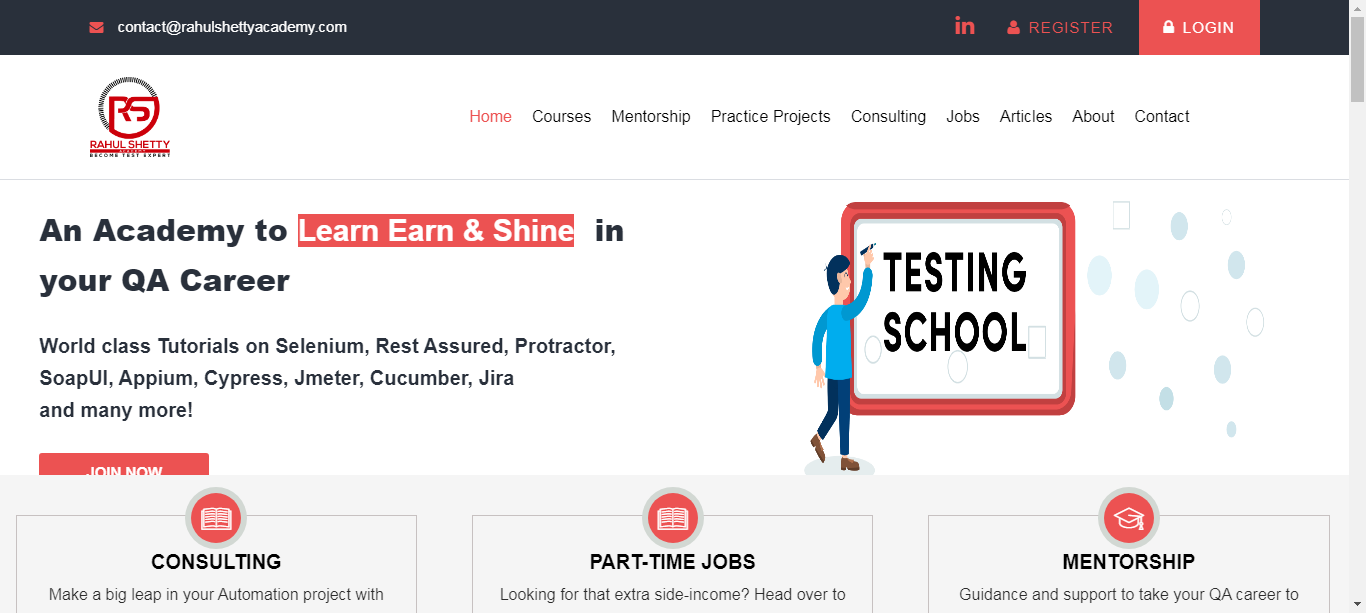 contact@rahulshettyacademy.com
REGISTER
LOGIN
RS
RAHUL SHETTY
ACADEMY
BECOME TEST EXPERT
Home Courses Mentorship Practice Projects Consulting Jobs Articles About Contact
An Academy to Learn Earn & Shine in
your QA Career
World class Tutorials on Selenium, Rest Assured, Protractor,
SoapUI, Appium, Cypress, Jmeter, Cucumber, Jira
and many more!
JOIN NOW
TESTING
SCHOOL
CONSULTING
Make a big leap in your Automation project with
PART-TIME JOBS
Looking for that extra side-income? Head over to
MENTORSHIP
Guidance and support to take your QA career to